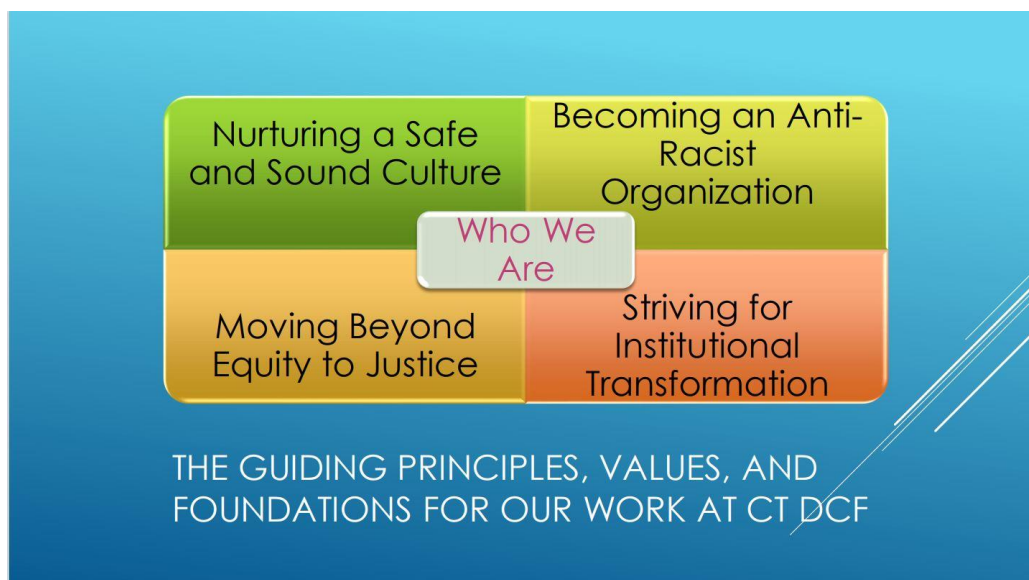 Nurturing a Safe
and Sound Culture
Becoming an Anti-
Racist
Organization
Who We
Are
Moving Beyond
Equity to Justice
Striving for
Institutional
Transformation
THE GUIDING PRINCIPLES, VALUES, AND
FOUNDATIONS FOR OUR WORK AT CT DCF